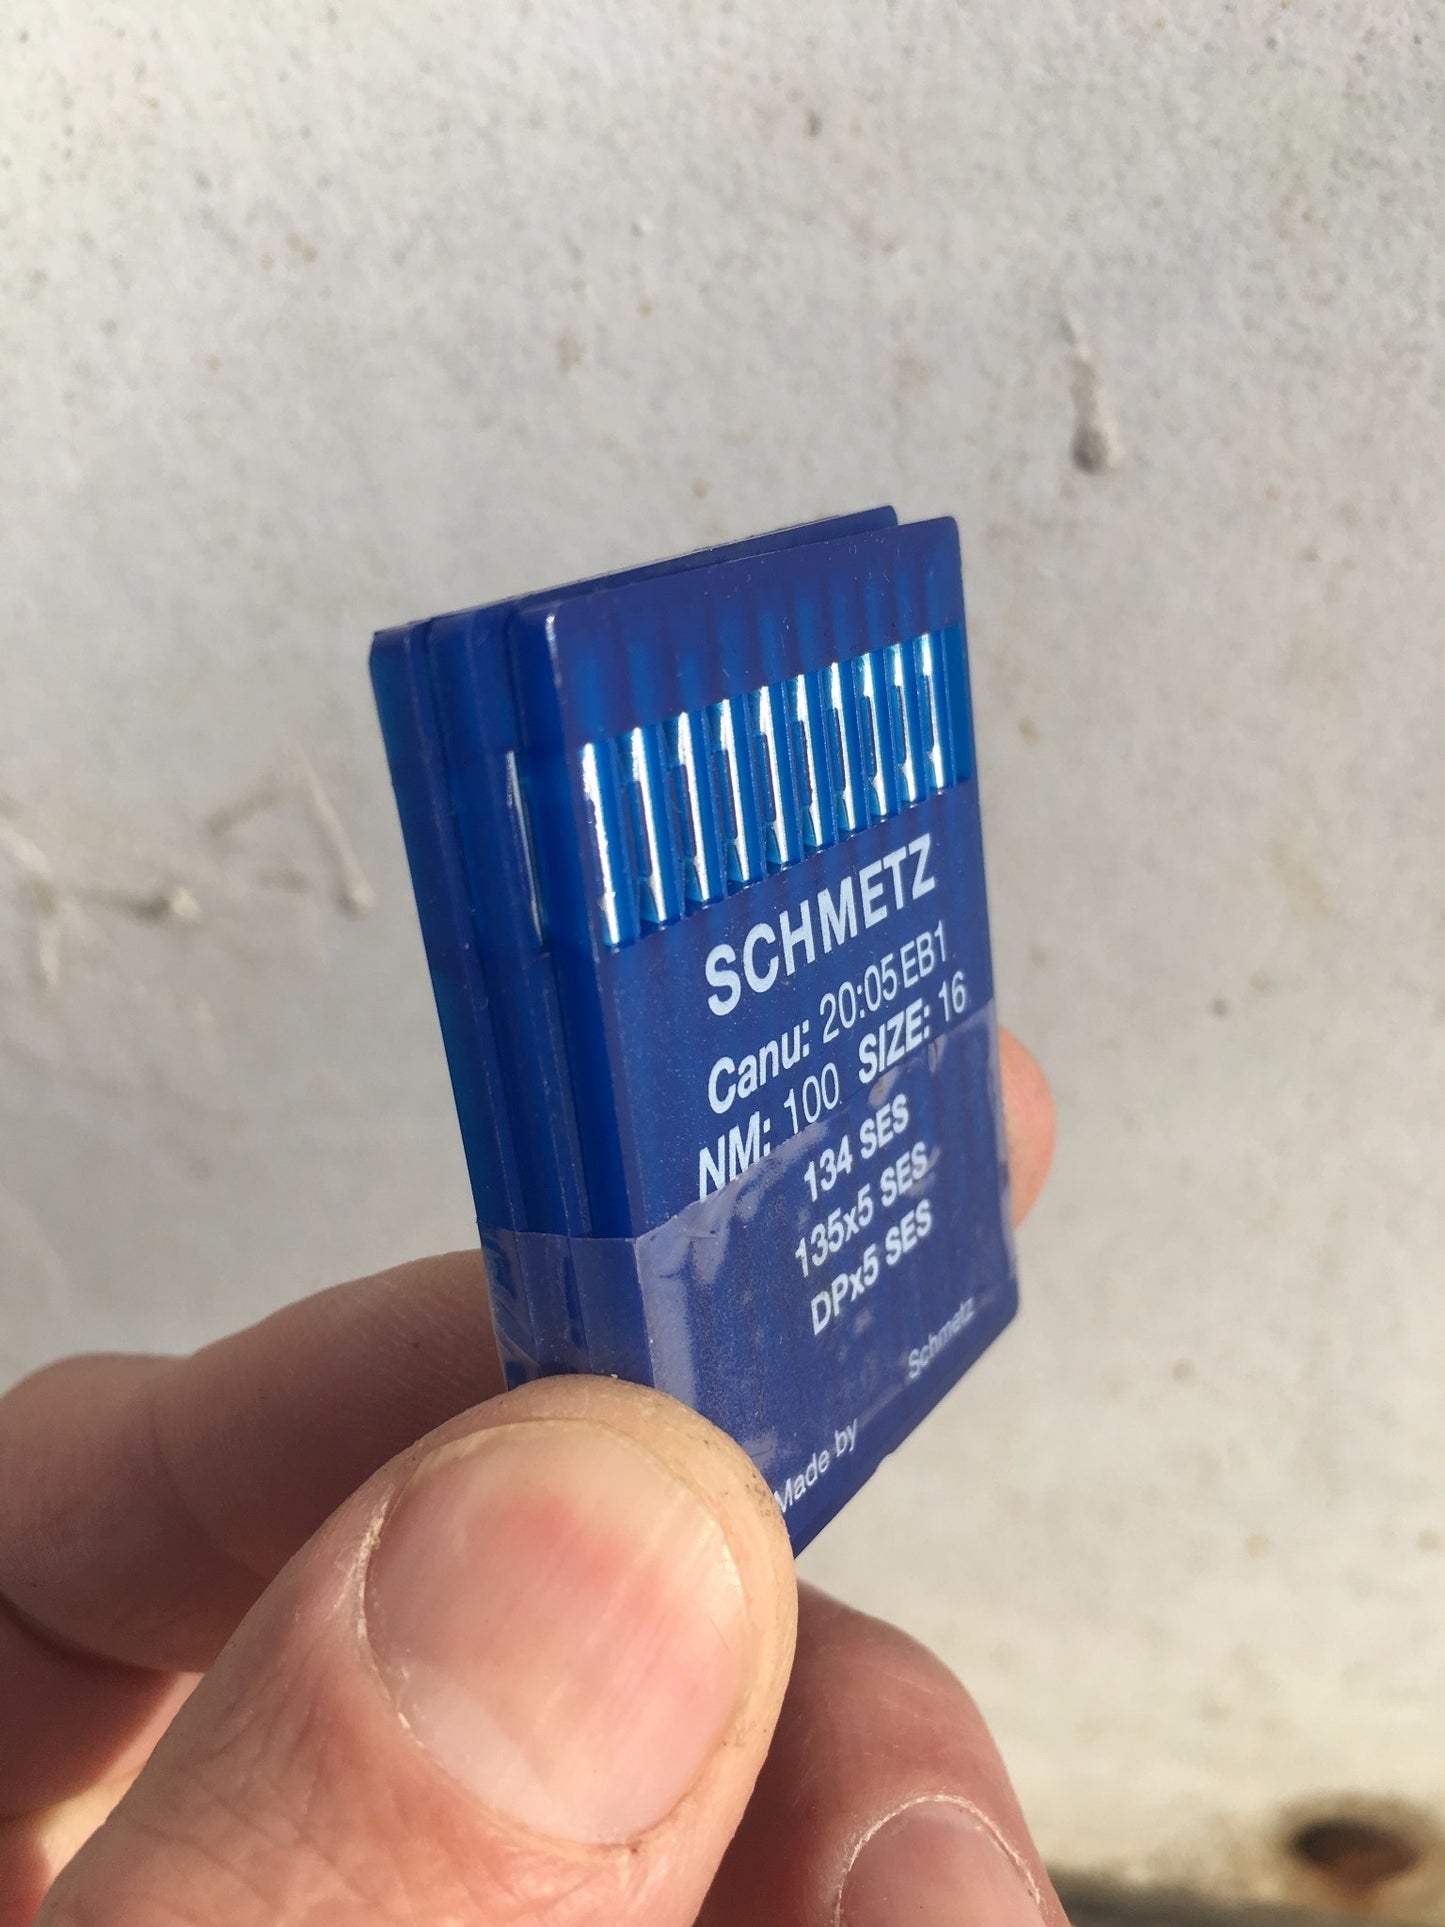 SCHMETZ
Canu: 20:05 EB1
NM: 100 SIZE: 16
134 SES
135x5 SES
DPx5 SES
Made by Schmetz